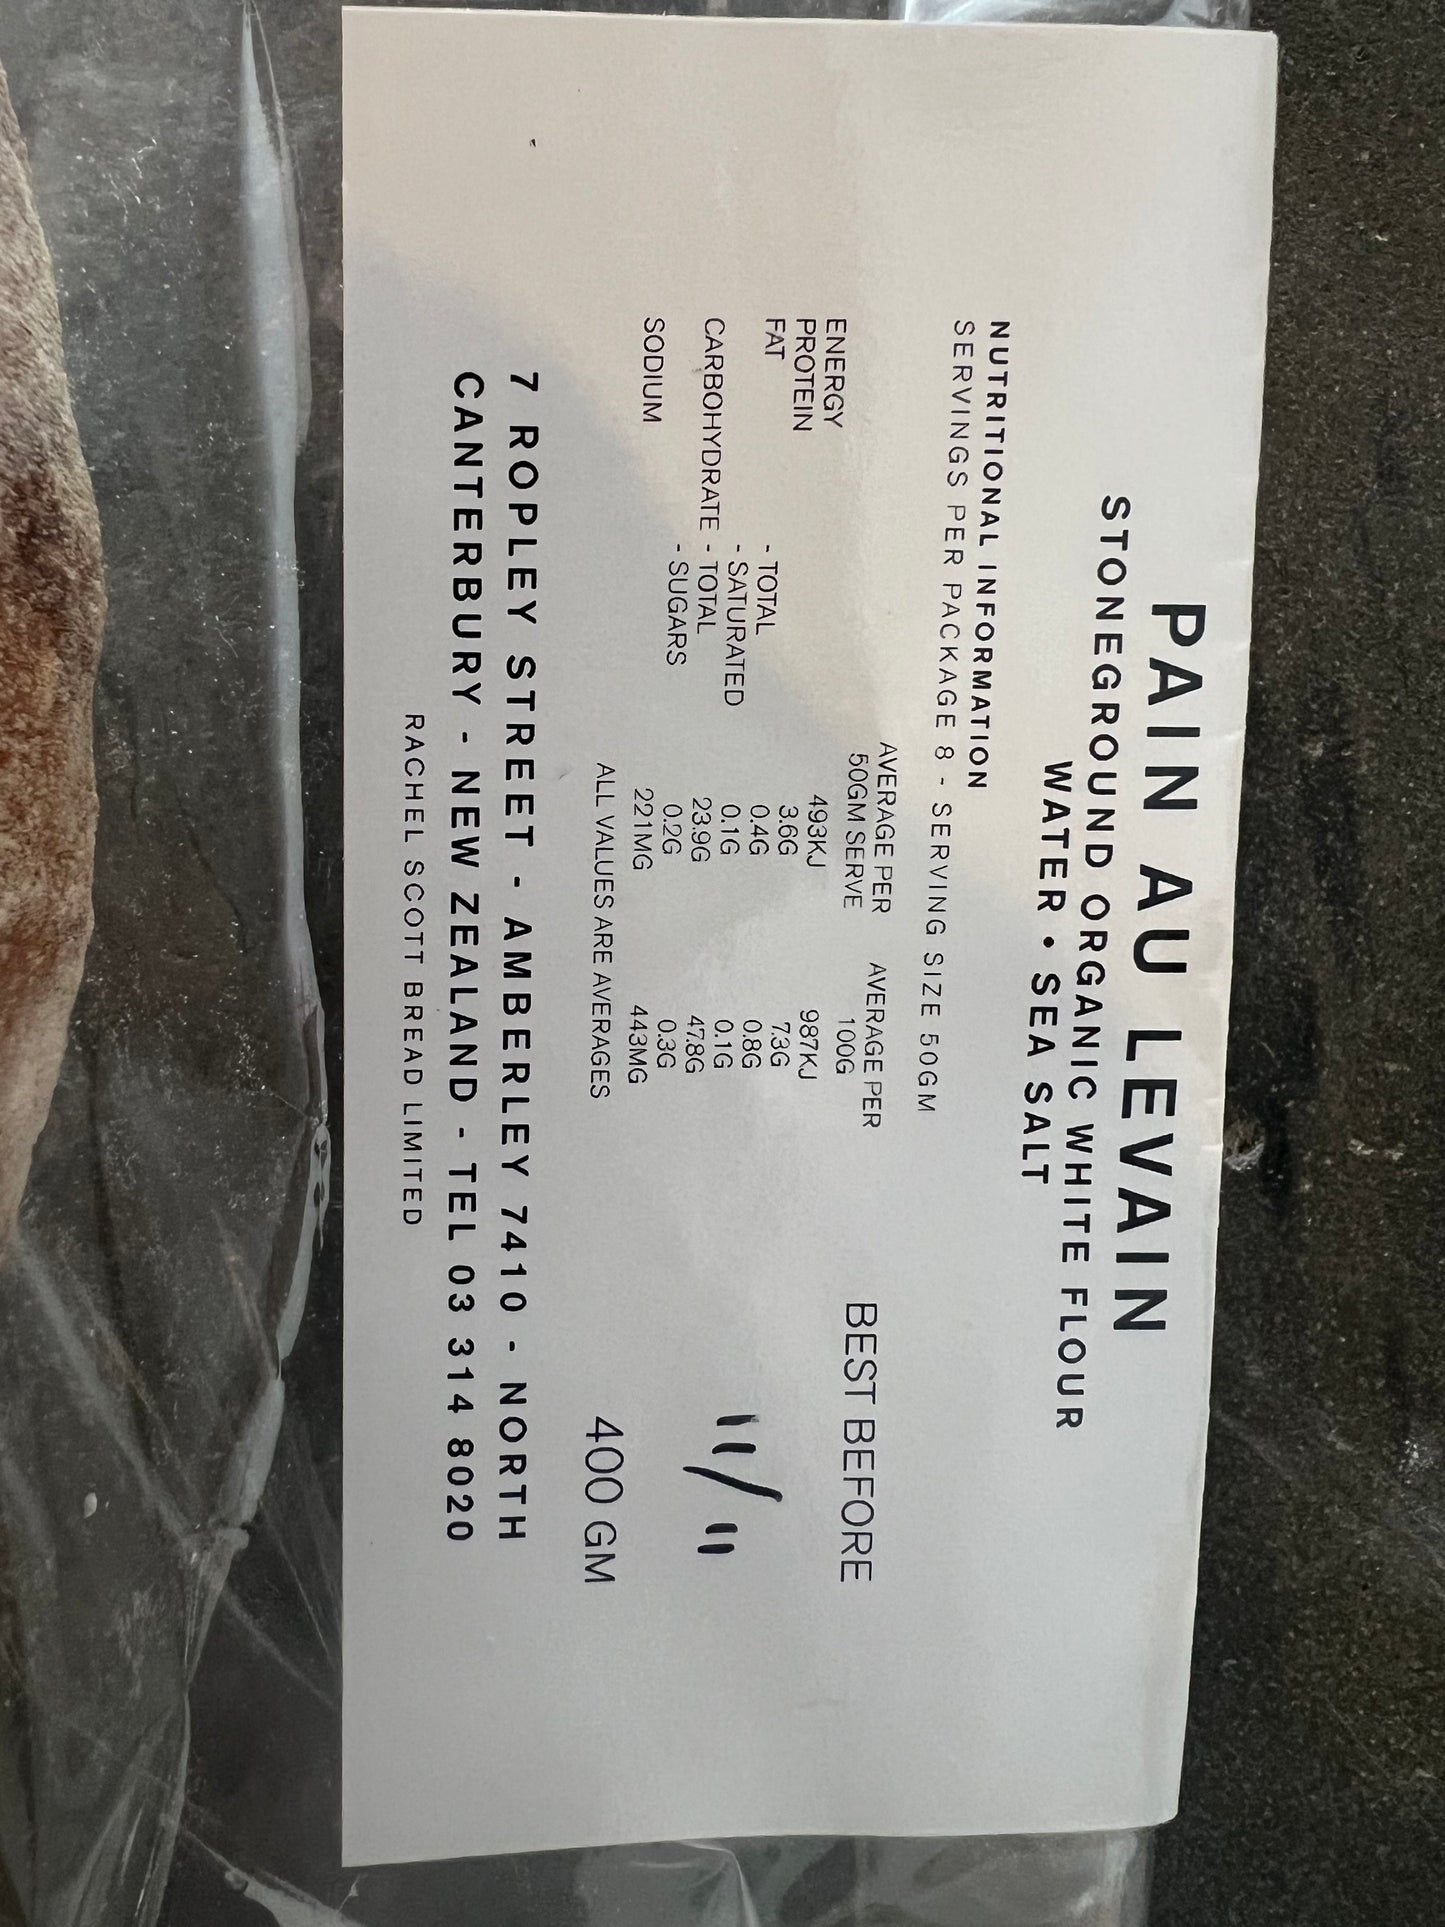 PAIN AU LEVAIN
STONEGROUND ORGANIC WHITE FLOUR
WATER • SEA SALT
NUTRITIONAL INFORMATION
SERVINGS PER PACKAGE 8 - SERVING SIZE 50GM
AVERAGE PER AVERAGE PER
50GM SERVE 100G
ENERGY 493KJ 987KJ
PROTEIN 3.6G 7.3G
FAT - TOTAL 0.4G 0.8G
- SATURATED 0.1G 0.1G
CARBOHYDRATE - TOTAL 23.9G 47.8G
- SUGARS 0.2G 0.3G
SODIUM 221MG 443MG
ALL VALUES ARE AVERAGES
BEST BEFORE
11/11
400 GM
7 ROPLEY STREET - AMBERLEY 7410 - NORTH
CANTERBURY - NEW ZEALAND - TEL 03 314 8020
RACHEL SCOTT BREAD LIMITED